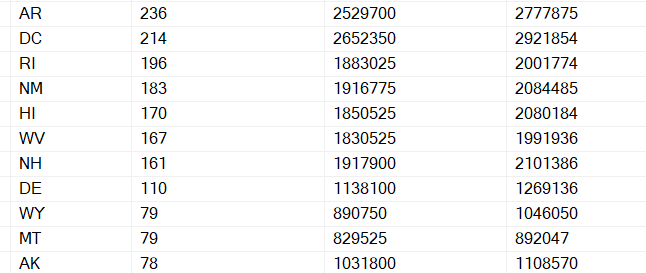 AR 236 2529700 2777875
DC 214 2652350 2921854
RI 196 1883025 2001774
NM 183 1916775 2084485
HI 170 1850525 2080184
WV 167 1830525 1991936
NH 161 1917900 2101386
DE 110 1138100 1269136
WY 79 890750 1046050
MT 79 829525 892047
AK 78 1031800 1108570